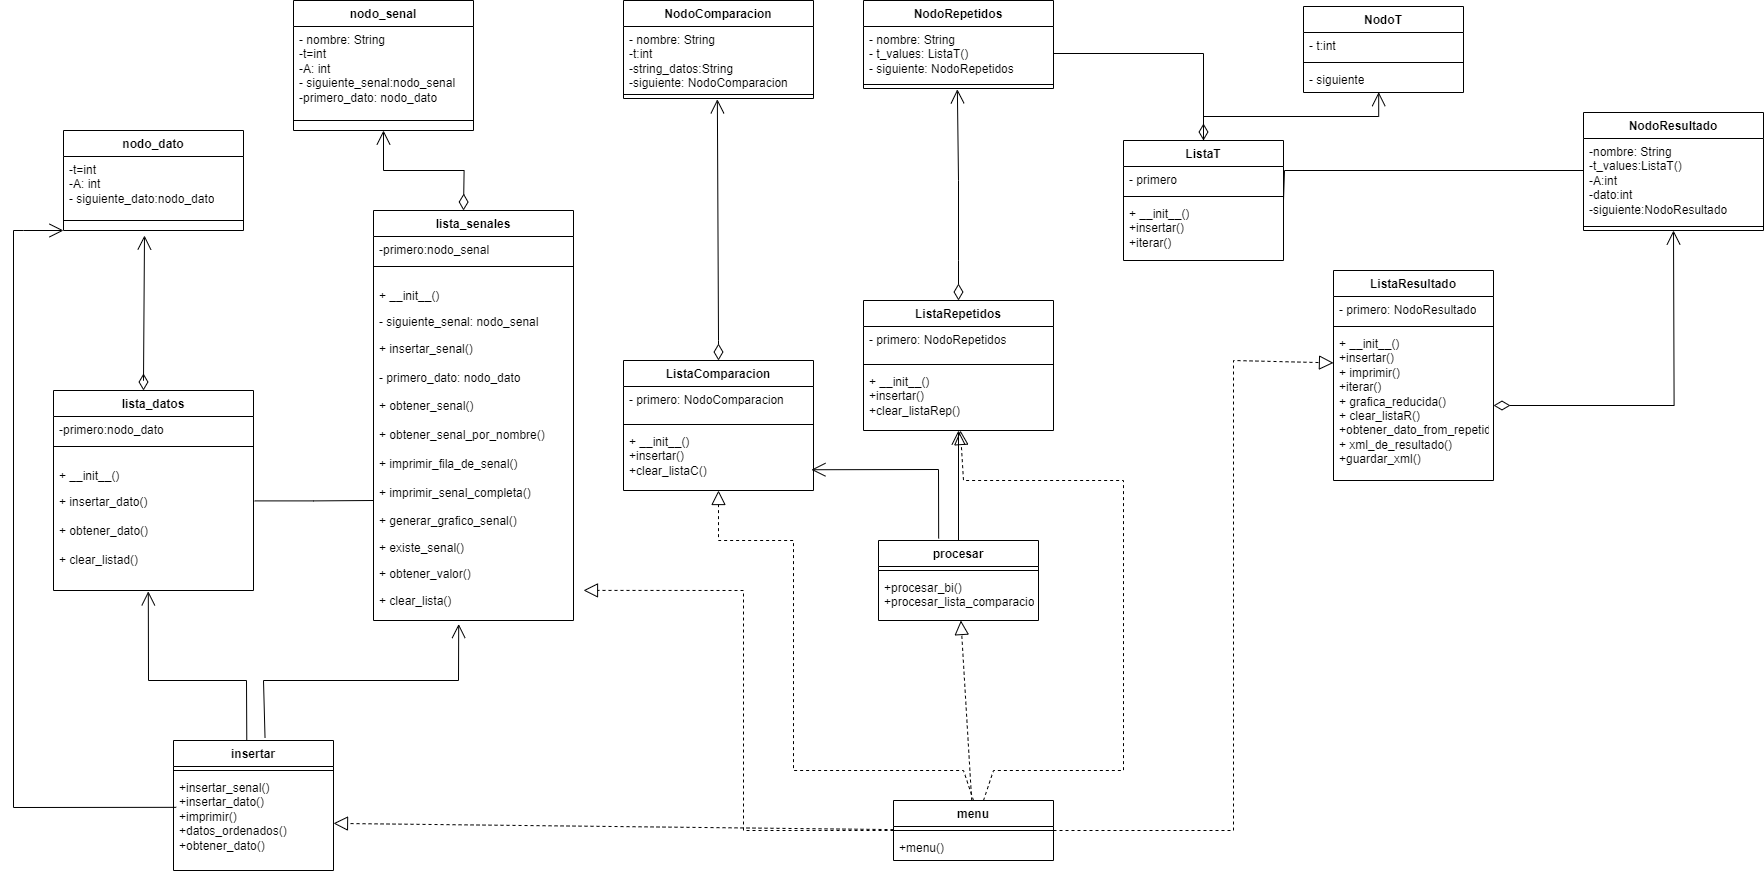 nodo_senal
- nombre: String
-t=int
-A: int
- siguiente_senal:nodo_senal
-primero_dato: nodo_dato
NodoComparacion
- nombre: String
-t:int
-string_datos:String
-siguiente: NodoComparacion
NodoRepetidos
- nombre: String
- t_values: ListaT()
- siguiente: NodoRepetidos
NodoT
- t:int
- siguiente
NodoResultado
-nombre: String
-t_values:ListaT()
-A:int
-dato:int
-siguiente:NodoResultado
nodo_dato
-t=int
-A: int
- siguiente_dato:nodo_dato
ListaT
- primero
+ __init__()
+insertar()
+iterar()
lista_senales
-primero:nodo_senal
+ __init__()
- siguiente_senal: nodo_senal
+ insertar_senal()
- primero_dato: nodo_dato
+ obtener_senal()
+ obtener_senal_por_nombre()
+ imprimir_fila_de_senal()
+ imprimir_senal_completa()
+ generar_grafico_senal()
+ existe_senal()
+ obtener_valor()
+ clear_lista()
ListaResultado
- primero: NodoResultado
+ __init__()
+insertar()
+ imprimir()
+iterar()
+ grafica_reducida()
+ clear_listaR()
+obtener_dato_from_repetid
+ xml_de_resultado()
+guardar_xml()
ListaRepetidos
- primero: NodoRepetidos
+ __init__()
+insertar()
+clear_listaRep()
ListaComparacion
- primero: NodoComparacion
+ __init__()
+insertar()
+clear_listaC()
lista_datos
-primero:nodo_dato
+ __init__()
+ insertar_dato()
+ obtener_dato()
+ clear_listad()
procesar
+procesar_bi()
+procesar_lista_comparacio
insertar
+insertar_senal()
+insertar_dato()
+imprimir()
+datos_ordenados()
+obtener_dato()
menu
+menu()